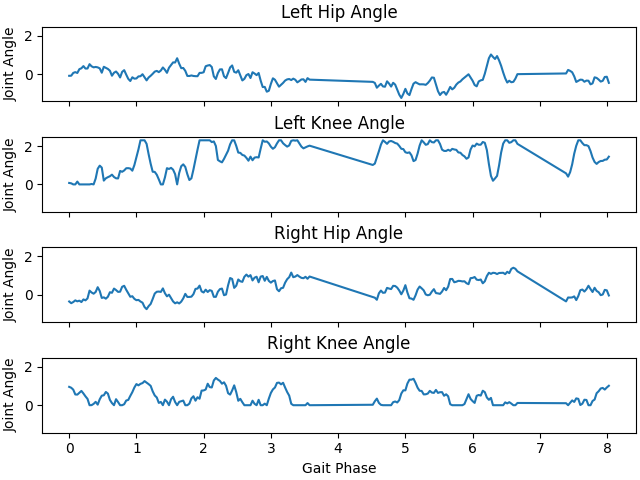 Left Hip Angle
Joint Angle
2
0
Left Knee Angle
Joint Angle
2
0
Right Hip Angle
Joint Angle
2
0
Right Knee Angle
Joint Angle
2
0
0 1 2 3 4 5 6 7 8
Gait Phase